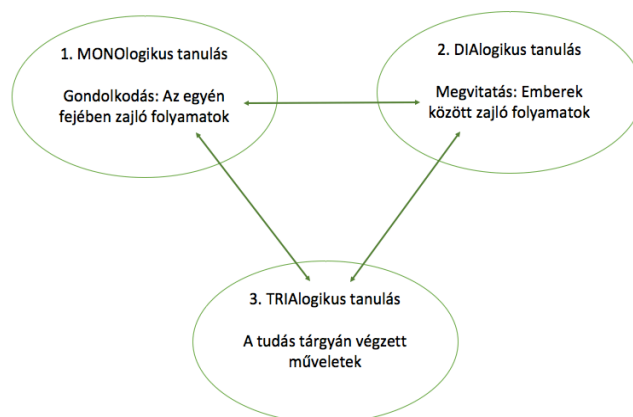 1. MONOlogikus tanulás
Gondolkodás: Az egyén
fejében zajló folyamatok
2. DIAlogikus tanulás
Megvitatás: Emberek
között zajló folyamatok
3. TRIAlogikus tanulás
A tudás tárgyán végzett
műveletek